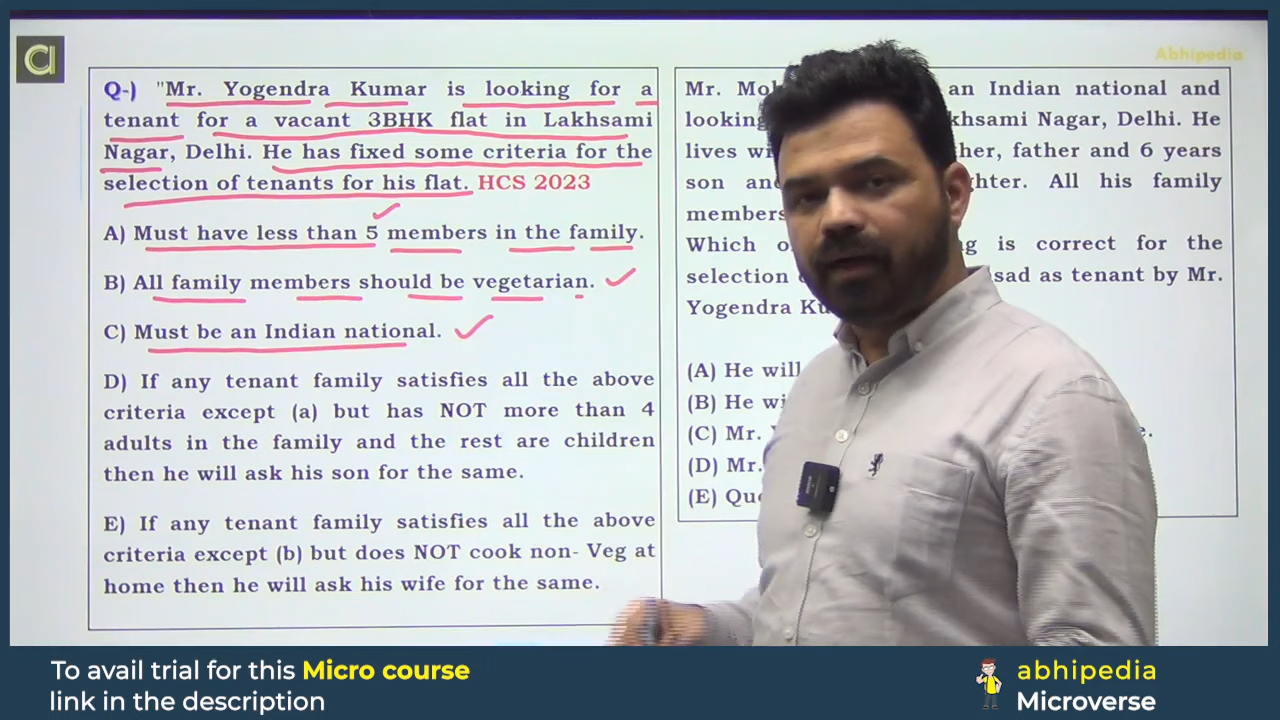 Abhipedia
Q-) "Mr. Yogendra Kumar is looking for a
tenant for a vacant 3BHK flat in Lakhsami
Nagar, Delhi. He has fixed some criteria for the
selection of tenants for his flat. HCS 2023
A) Must have less than 5 members in the family.
B) All family members should be vegetarian.
C) Must be an Indian national.
D) If any tenant family satisfies all the above
criteria except (a) but has NOT more than 4
adults in the family and the rest are children
then he will ask his son for the same.
E) If any tenant family satisfies all the above
criteria except (b) but does NOT cook non- Veg at
home then he will ask his wife for the same.
Mr. an Indian national and
looking Nagar, Delhi. He
lives father and 6 years
son All his family
members
Which is correct for the
selection as tenant by Mr.
Yogendra
(A) He will
(B) He
(C) Mr.
(D) Mr.
(E)
To avail trial for this Micro course
link in the description
abhipedia
Microverse